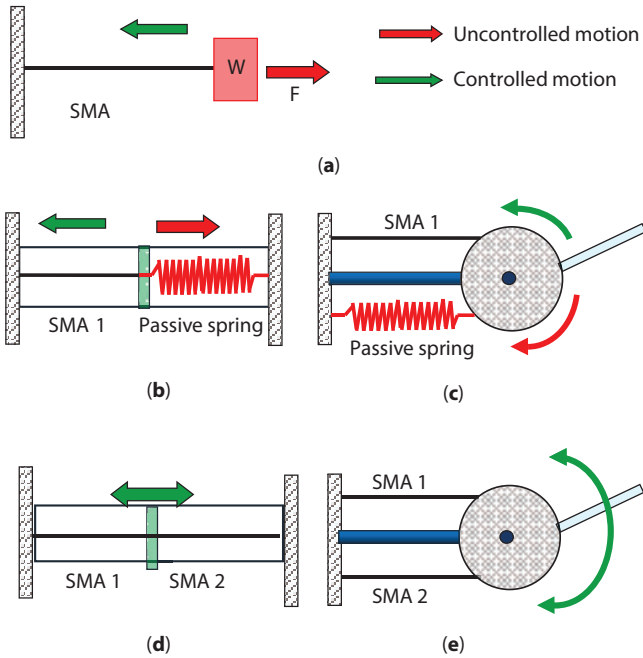 W
F
SMA
Uncontrolled motion
Controlled motion
(a)
SMA 1
Passive spring
(b)
SMA 1
Passive spring
(c)
SMA 1
SMA 2
(d)
SMA 1
SMA 2
(e)